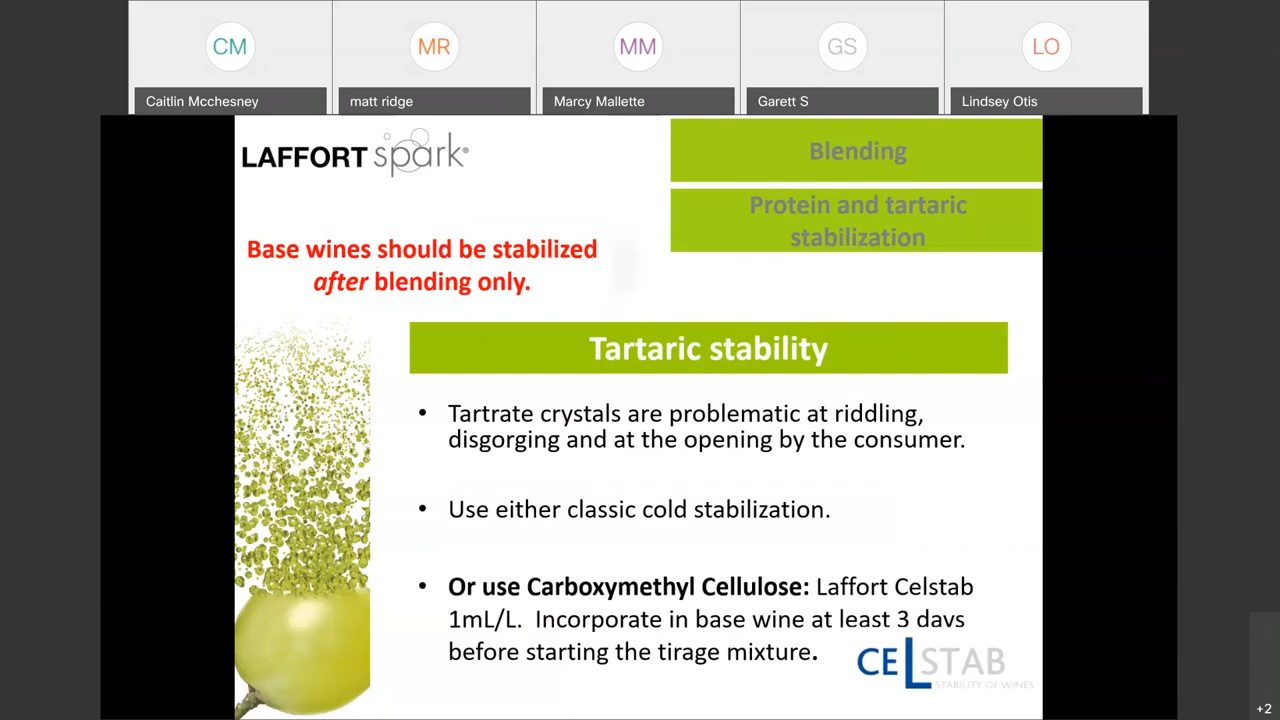 CM
MR
MM
GS
LO
Caitlin Mcchesney
matt ridge
Marcy Mallette
Garett S
Lindsey Otis
LAFFORT spark®
Blending
Protein and tartaric
stabilization
Base wines should be stabilized
after blending only.
Tartaric stability
• Tartrate crystals are problematic at riddling,
disgorging and at the opening by the consumer.
• Use either classic cold stabilization.
• Or use Carboxymethyl Cellulose: Laffort Celstab
1mL/L. Incorporate in base wine at least 3 days
before starting the tirage mixture.
CELSTAB
STABILITY OF WINES
+2